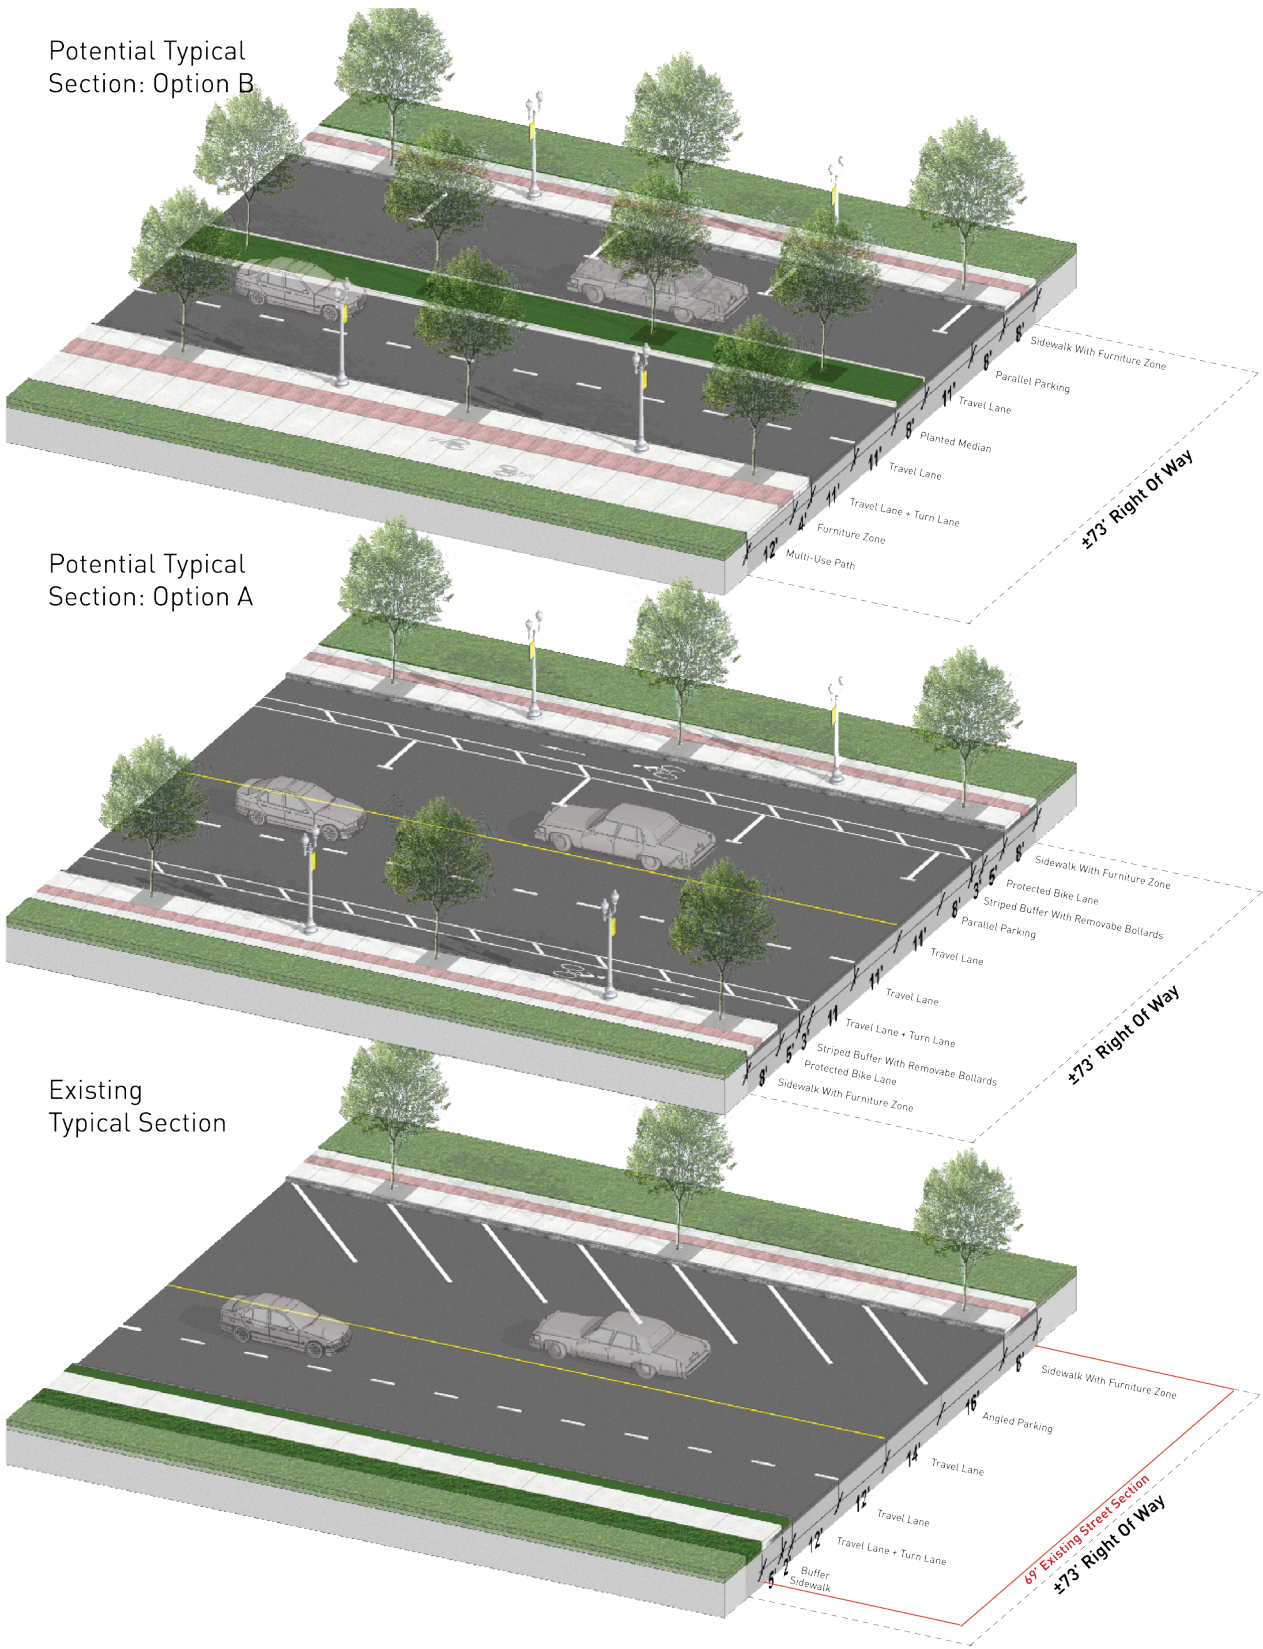 Potential Typical
Section: Option B
8'
Sidewalk With Furniture Zone
8'
Parallel Parking
11'
Travel Lane
8'
Planted Median
11'
Travel Lane
11'
Travel Lane + Turn Lane
4'
Furniture Zone
12'
Multi-Use Path
±73' Right Of Way
Potential Typical
Section: Option A
8'
Sidewalk With Furniture Zone
5'
Protected Bike Lane
3'
Striped Buffer With Removabe Bollards
8'
Parallel Parking
11'
Travel Lane
11'
Travel Lane
11
Travel Lane + Turn Lane
3'
Striped Buffer With Removabe Bollards
5'
Protected Bike Lane
8'
Sidewalk With Furniture Zone
±73' Right Of Way
Existing
Typical Section
8'
Sidewalk With Furniture Zone
16'
Angled Parking
14'
Travel Lane
12'
Travel Lane
12'
Travel Lane + Turn Lane
2'
Buffer
5'
Sidewalk
69' Existing Street Section
±73' Right Of Way